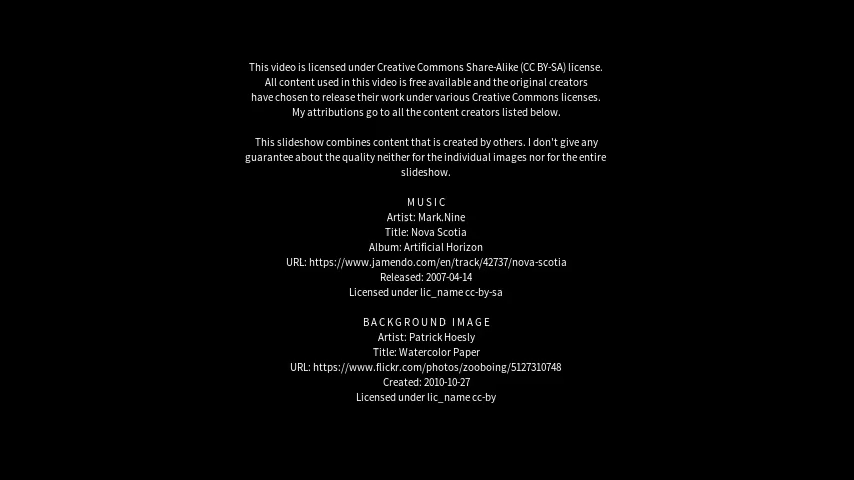 This video is licensed under Creative Commons Share-Alike (CC BY-SA) license.
All content used in this video is free available and the original creators
have chosen to release their work under various Creative Commons licenses.
My attributions go to all the content creators listed below.
This slideshow combines content that is created by others. I don't give any
guarantee about the quality neither for the individual images nor for the entire
slideshow.
MUSIC
Artist: Mark.Nine
Title: Nova Scotia
Album: Artificial Horizon
URL: https://www.jamendo.com/en/track/42737/nova-scotia
Released: 2007-04-14
Licensed under lic_name cc-by-sa
BACKGROUND IMAGE
Artist: Patrick Hoesly
Title: Watercolor Paper
URL: https://www.flickr.com/photos/zooboing/5127310748
Created: 2010-10-27
Licensed under lic_name cc-by